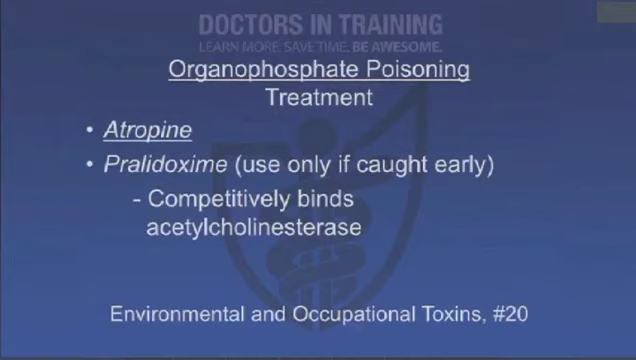 DOCTORS IN TRAINING
LEARN MORE. SAVE TIME. BE AWESOME.
Organophosphate Poisoning
Treatment
• Atropine
• Pralidoxime (use only if caught early)
- Competitively binds
acetylcholinesterase
Environmental and Occupational Toxins, #20